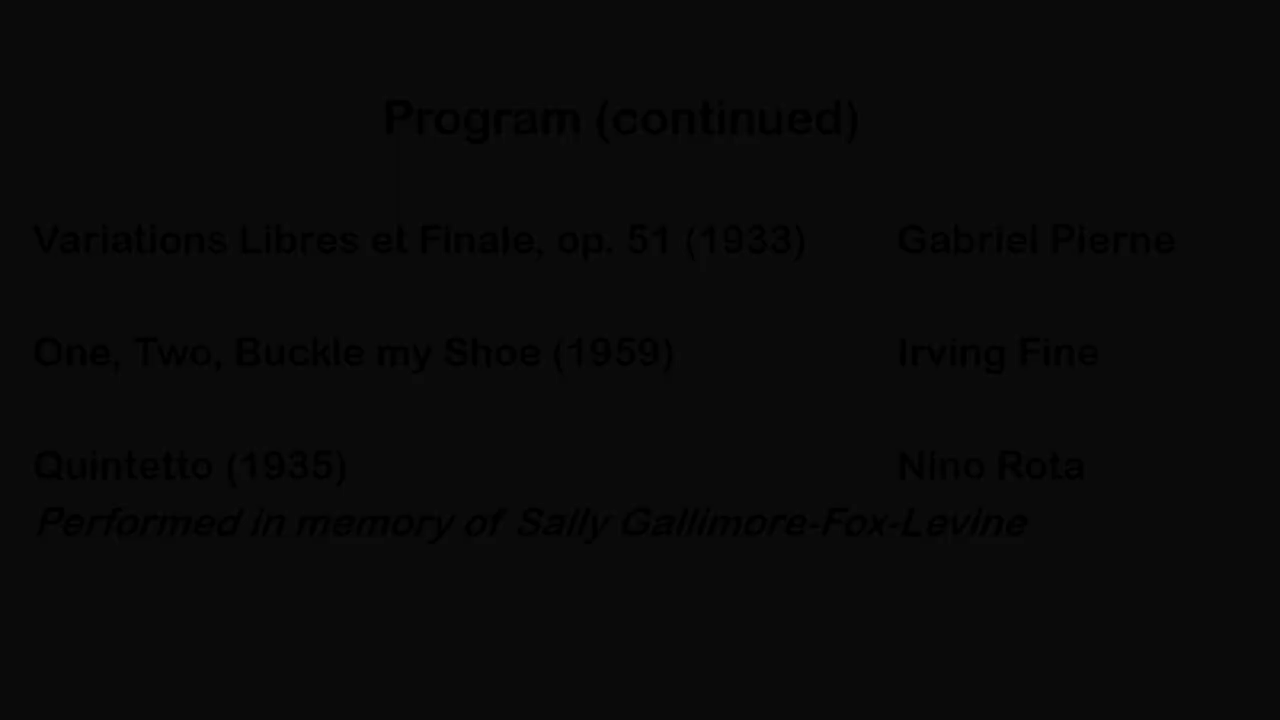 Program (continued)
Variations Libres et Finale, op. 51 (1933) Gabriel Pierne
One, Two, Buckle my Shoe (1959) Irving Fine
Quintetto (1935) Nino Rota
Performed in memory of Sally Gallimore-Fox-Levine